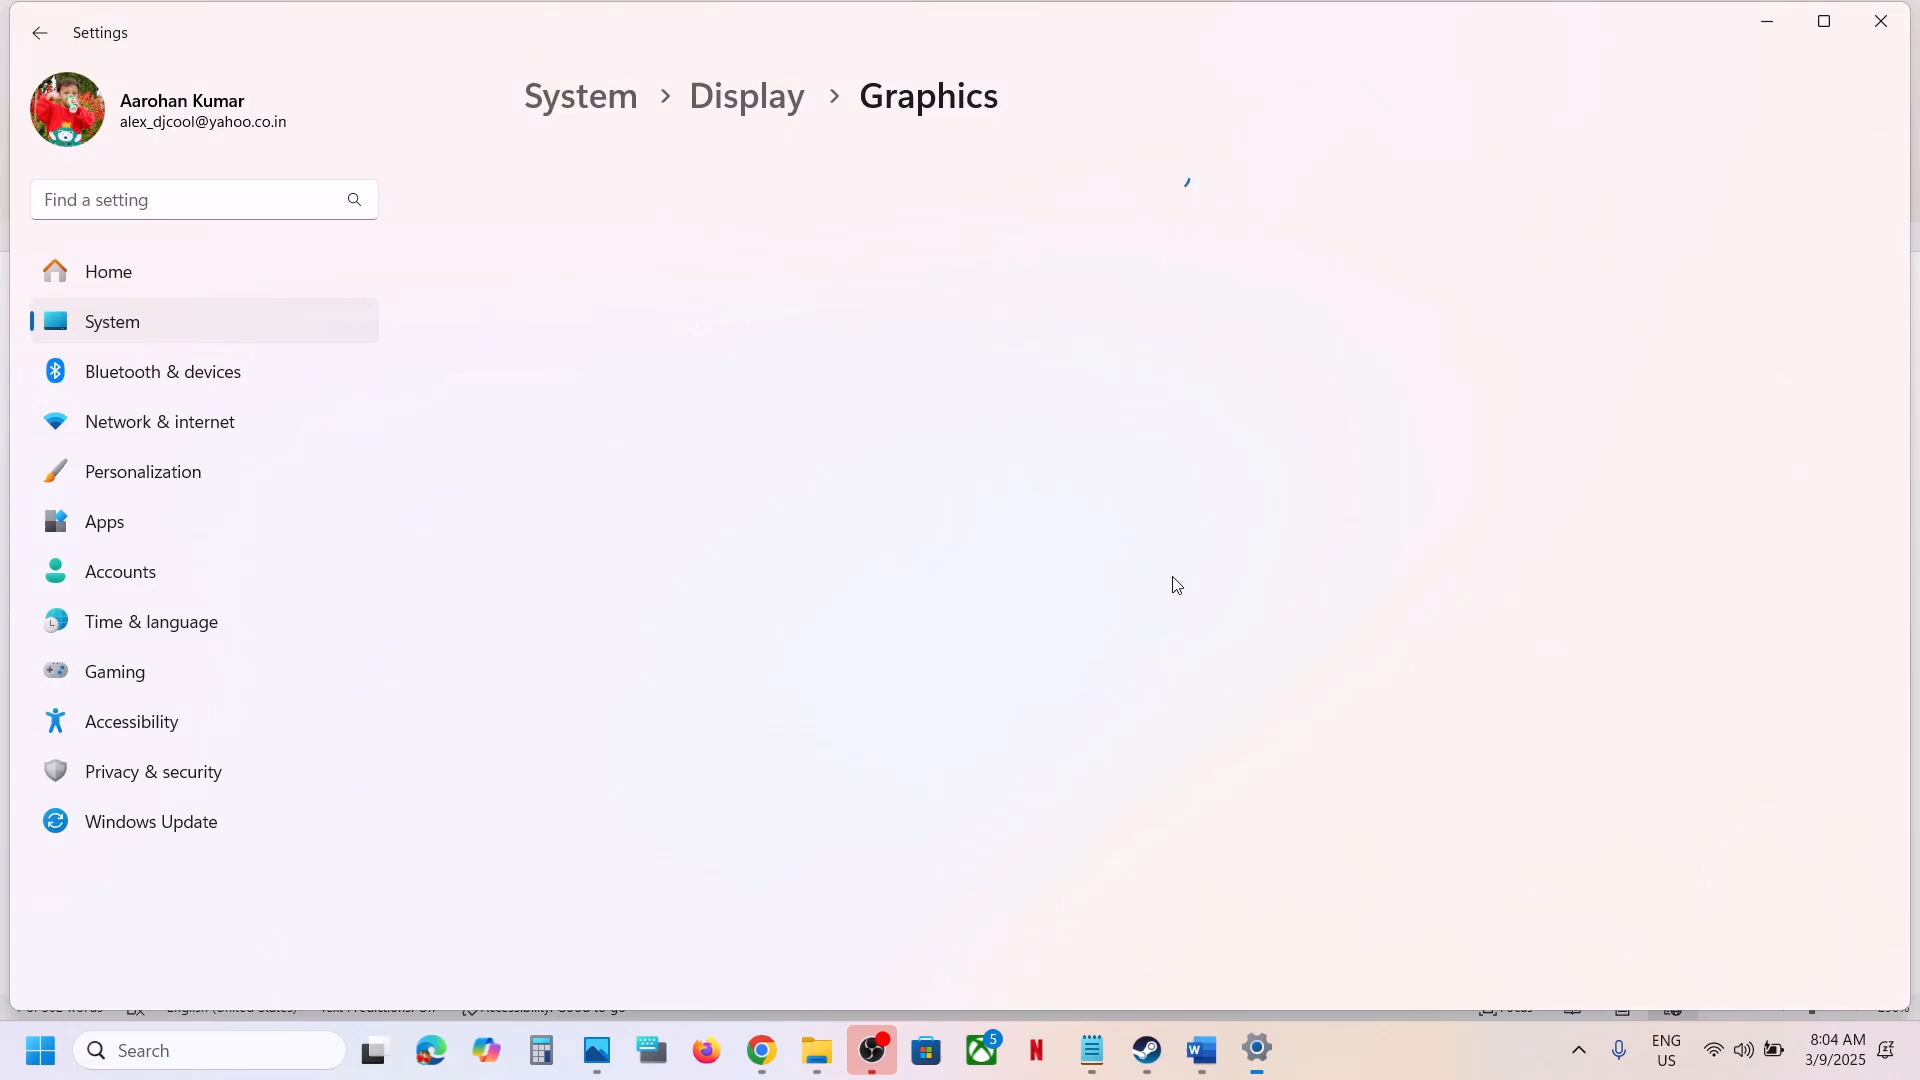 Settings
Aarohan Kumar
alex_djcool@yahoo.co.in
System > Display > Graphics
Find a setting
Home
System
Bluetooth & devices
Network & internet
Personalization
Apps
Accounts
Time & language
Gaming
Accessibility
Privacy & security
Windows Update
Search
5
ENG
US
8:04 AM
3/9/2025